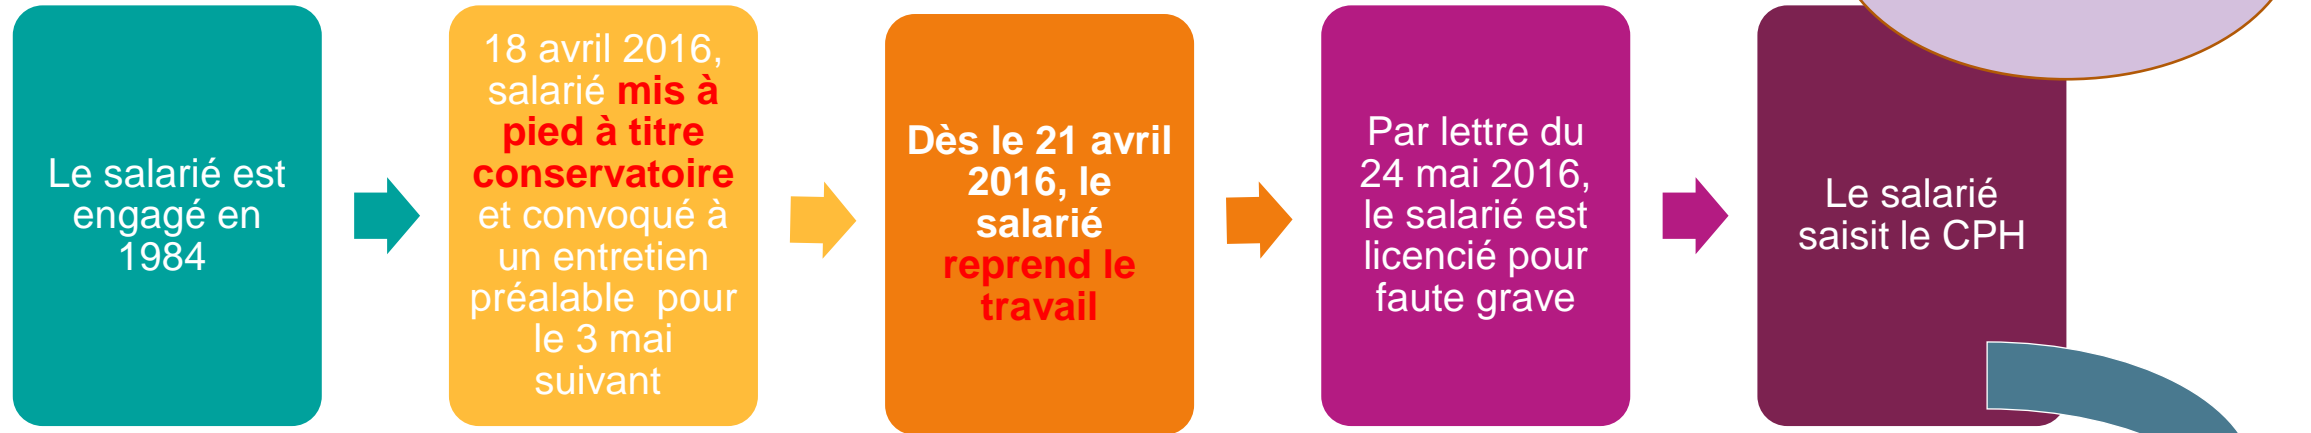 Le salarié est
engagé en
1984
18 avril 2016,
salarié mis à
pied à titre
conservatoire
et convoqué à
un entretien
préalable  pour
le 3 mai
suivant
Dès le 21 avril
2016, le
salarié
reprend le
travail
Par lettre du
24 mai 2016,
le salarié est
licencié pour
faute grave
Le salarié
saisit le CPH